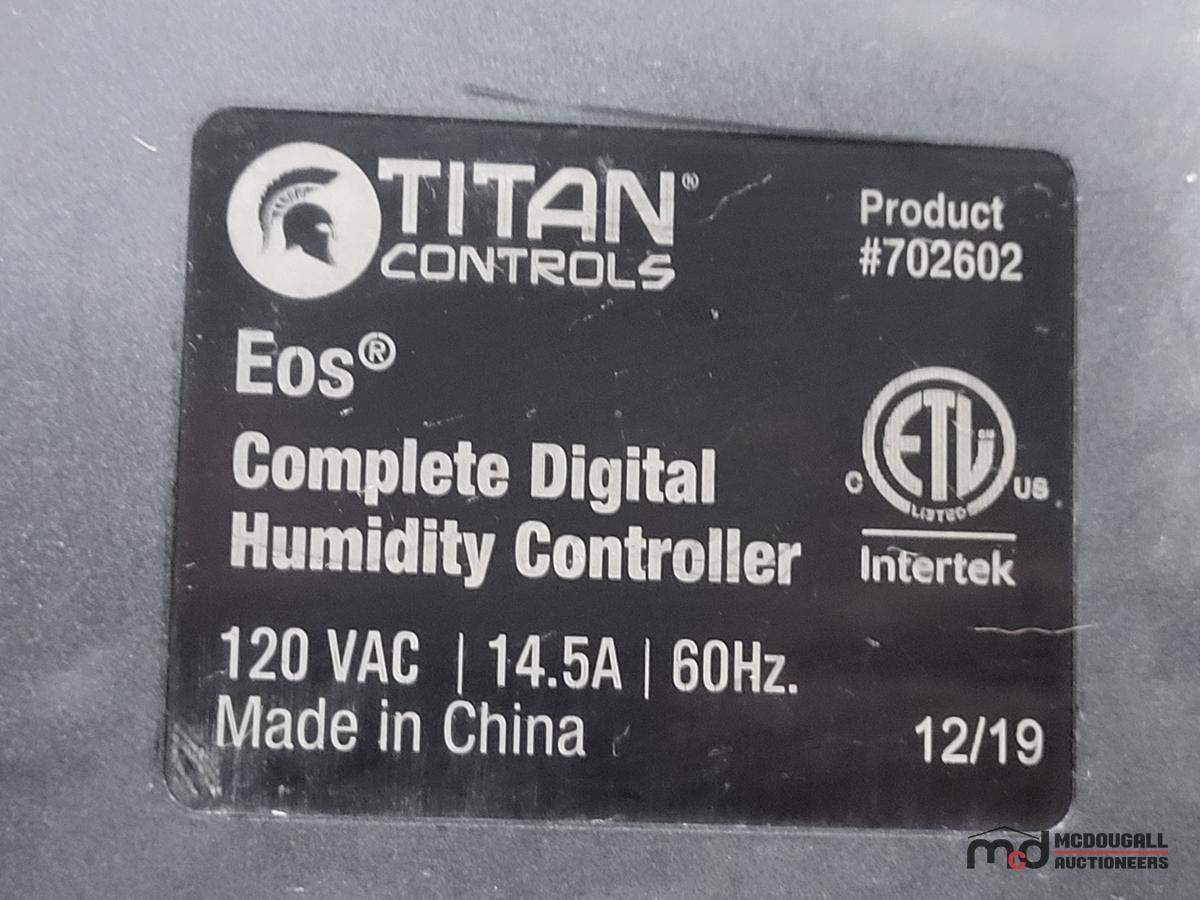 TITAN®
CONTROLS
Product
#702602
Eos®
Complete Digital
Humidity Controller
ETL
C US
LISTED
Intertek
120 VAC | 14.5A | 60Hz.
Made in China
12/19
mcd MCDOUGALL
AUCTIONEERS